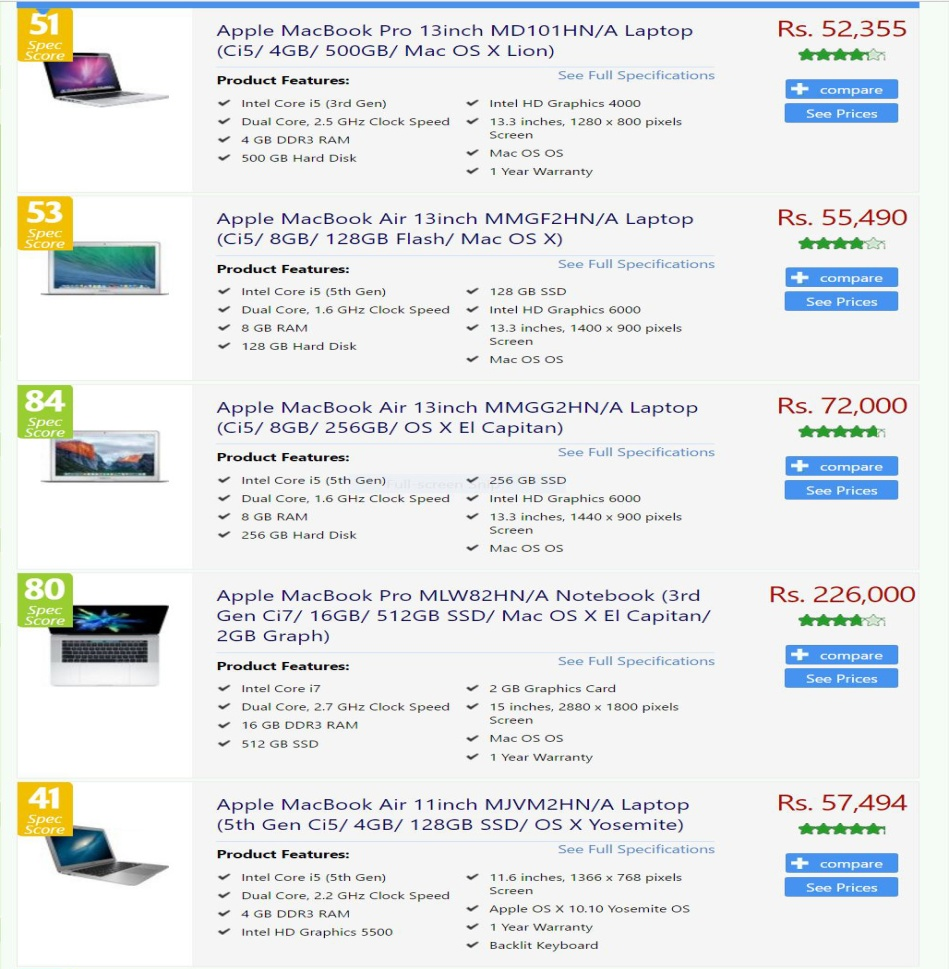 51
Spec
Score
Apple MacBook Pro 13inch MD101HN/A Laptop
(Ci5/ 4GB/ 500GB/ Mac OS X Lion)
Rs. 52,355
See Full Specifications
Product Features:
Intel Core i5 (3rd Gen)
Dual Core, 2.5 GHz Clock Speed
4 GB DDR3 RAM
500 GB Hard Disk
Intel HD Graphics 4000
13.3 inches, 1280 x 800 pixels
Screen
Mac OS OS
1 Year Warranty
compare
See Prices
53
Spec
Score
Apple MacBook Air 13inch MMGF2HN/A Laptop
(Ci5/ 8GB/ 128GB Flash/ Mac OS X)
Rs. 55,490
See Full Specifications
Product Features:
Intel Core i5 (5th Gen)
Dual Core, 1.6 GHz Clock Speed
8 GB RAM
128 GB Hard Disk
128 GB SSD
Intel HD Graphics 6000
13.3 inches, 1400 x 900 pixels
Screen
Mac OS OS
compare
See Prices
84
Spec
Score
Apple MacBook Air 13inch MMGG2HN/A Laptop
(Ci5/ 8GB/ 256GB/ OS X El Capitan)
Rs. 72,000
See Full Specifications
Product Features:
Intel Core i5 (5th Gen)
Dual Core, 1.6 GHz Clock Speed
8 GB RAM
256 GB Hard Disk
Full-screen
256 GB SSD
Intel HD Graphics 6000
13.3 inches, 1440 x 900 pixels
Screen
Mac OS OS
compare
See Prices
80
Spec
Score
Apple MacBook Pro MLW82HN/A Notebook (3rd
Gen Ci7/ 16GB/ 512GB SSD/ Mac OS X El Capitan/
2GB Graph)
Rs. 226,000
See Full Specifications
Product Features:
Intel Core i7
Dual Core, 2.7 GHz Clock Speed
16 GB DDR3 RAM
512 GB SSD
2 GB Graphics Card
15 inches, 2880 x 1800 pixels
Screen
Mac OS OS
1 Year Warranty
compare
See Prices
41
Spec
Score
Apple MacBook Air 11inch MJVM2HN/A Laptop
(5th Gen Ci5/ 4GB/ 128GB SSD/ OS X Yosemite)
Rs. 57,494
See Full Specifications
Product Features:
Intel Core i5 (5th Gen)
Dual Core, 2.2 GHz Clock Speed
4 GB DDR3 RAM
Intel HD Graphics 5500
11.6 inches, 1366 x 768 pixels
Screen
Apple OS X 10.10 Yosemite OS
1 Year Warranty
Backlit Keyboard
compare
See Prices